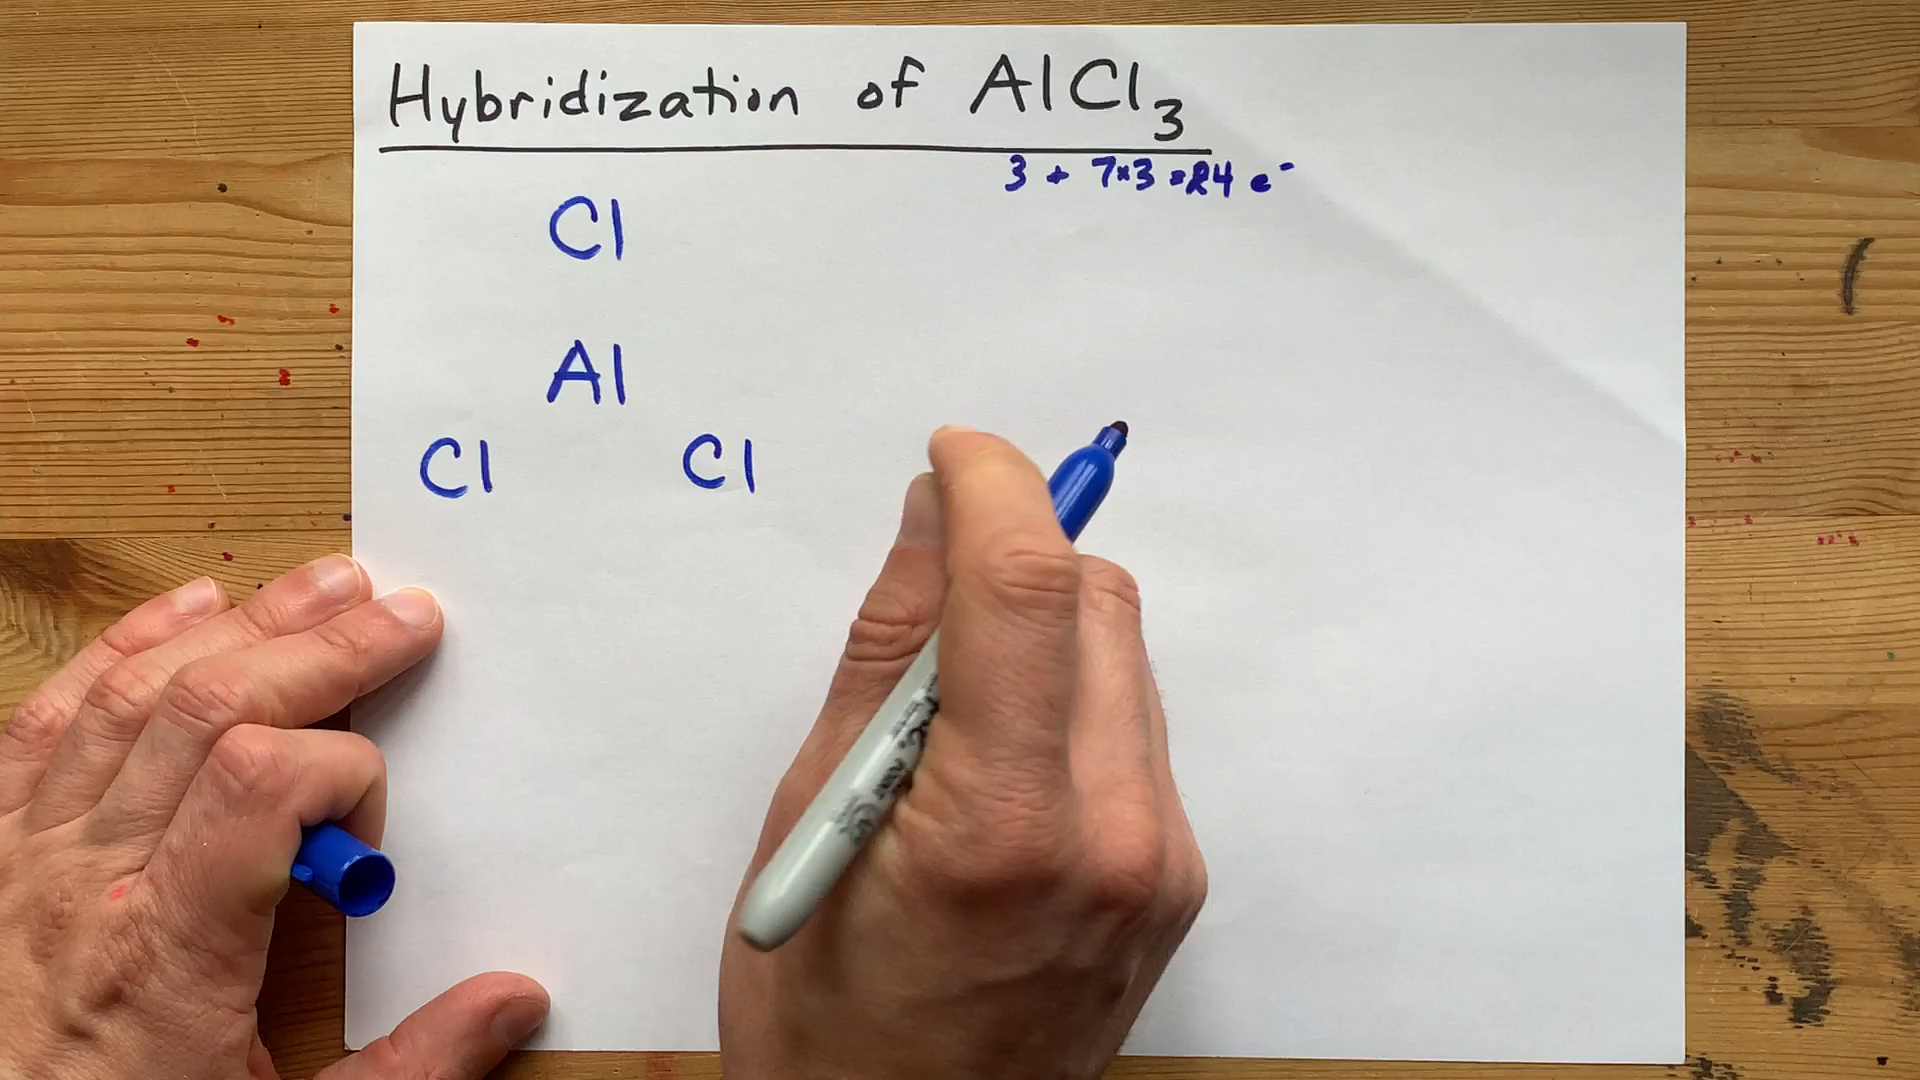 Hybridization of AlCl₃
3 + 7×3 = 24 e⁻
Cl
Al
Cl Cl